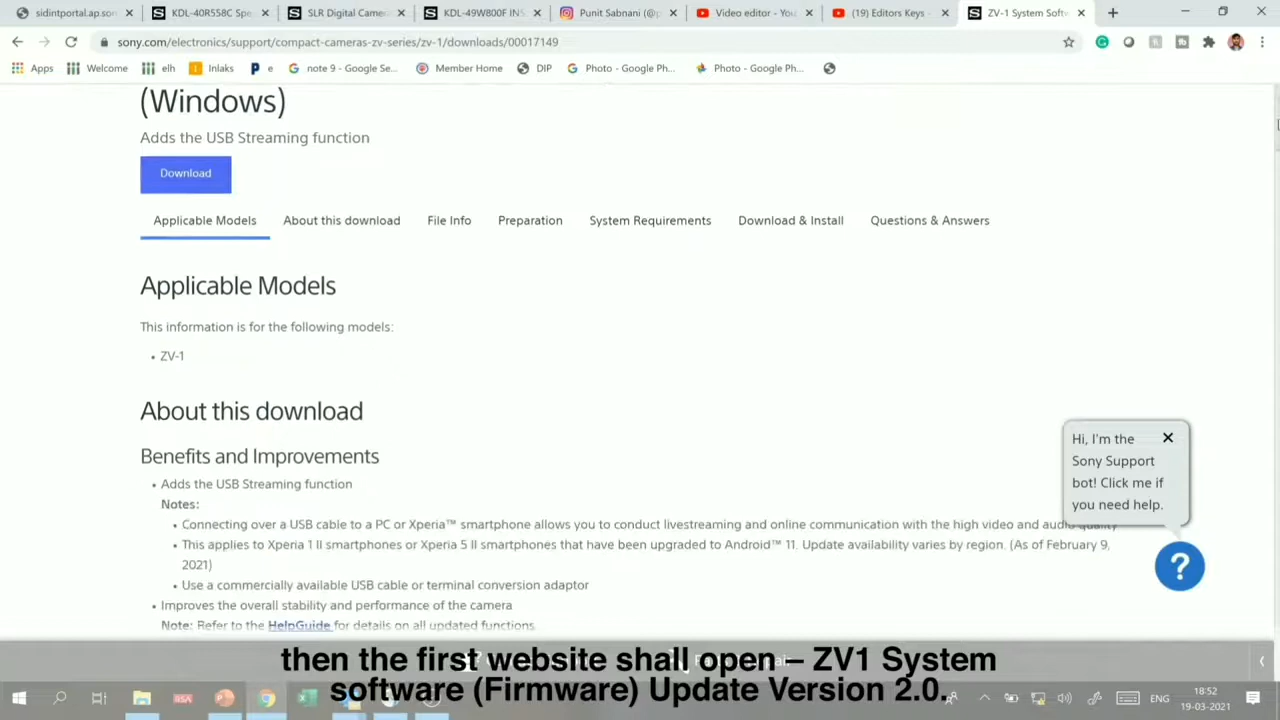 sidintportal.ap.son
KDL-40R558C Spe
SLR Digital Camer
KDL-49W800F INS
Punit Sabnani (@p
Video editor - You
(19) Editors Keys -
ZV-1 System Softw
sony.com/electronics/support/compact-cameras-zv-series/zv-1/downloads/00017149
Apps
Welcome
elh
Inlaks
e
note 9 - Google Se...
Member Home
DIP
Photo - Google Ph...
Photo - Google Ph...
(Windows)
Adds the USB Streaming function
Download
Applicable Models
About this download
File Info
Preparation
System Requirements
Download & Install
Questions & Answers
Applicable Models
This information is for the following models:
• ZV-1
About this download
Benefits and Improvements
• Adds the USB Streaming function
Notes:
• Connecting over a USB cable to a PC or Xperia™ smartphone allows you to conduct livestreaming and online communication with the high video and audio quality
• This applies to Xperia 1 II smartphones or Xperia 5 II smartphones that have been upgraded to Android™ 11. Update availability varies by region. (As of February 9,
2021)
• Use a commercially available USB cable or terminal conversion adaptor
• Improves the overall stability and performance of the camera
Note: Refer to the HelpGuide for details on all updated functions.
Hi, I'm the
Sony Support
bot! Click me if
you need help.
?
then the first website shall open – ZV1 System
software (Firmware) Update Version 2.0.
ENG
18:52
19-03-2021